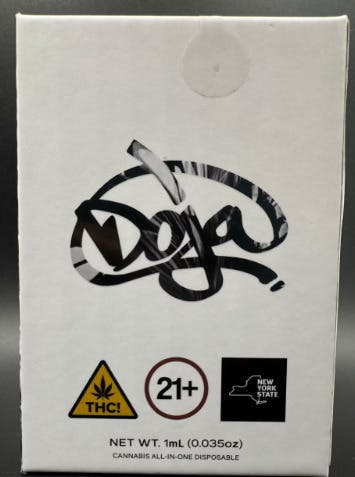 Doja
THC!
21+
NEW
YORK
STATE
NET WT. 1mL (0.035oz)
CANNABIS ALL-IN-ONE DISPOSABLE